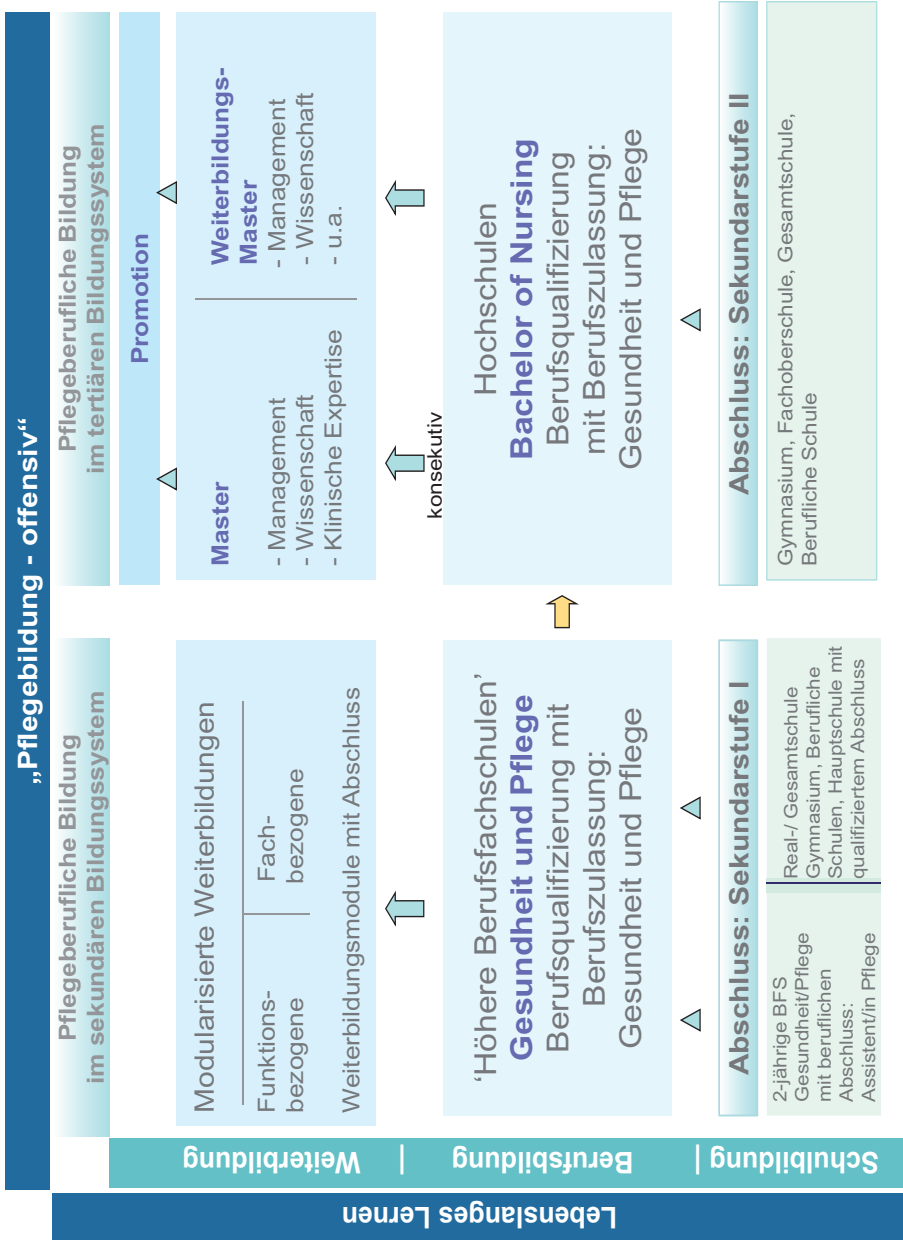 „Pflegebildung - offensiv“
Pflegeberufliche Bildung
im sekundären Bildungssystem
Pflegeberufliche Bildung
im tertiären Bildungssystem
Promotion
Modularisierte Weiterbildungen
Funktions-
bezogene
Fach-
bezogene
Weiterbildungsmodule mit Abschluss
Master
- Management
- Wissenschaft
- Klinische Expertise
Weiterbildungs-
Master
- Management
- Wissenschaft
- u.a.
konsekutiv
‘Höhere Berufsfachschulen’
Gesundheit und Pflege
Berufsqualifizierung mit
Berufszulassung:
Gesundheit und Pflege
Hochschulen
Bachelor of Nursing
Berufsqualifizierung
mit Berufszulassung:
Gesundheit und Pflege
Abschluss: Sekundarstufe I
Abschluss: Sekundarstufe II
2-jährige BFS
Gesundheit/Pflege
mit beruflichen
Abschluss:
Assistent/in Pflege
Real-/ Gesamtschule
Gymnasium, Berufliche
Schulen, Hauptschule mit
qualifiziertem Abschluss
Gymnasium, Fachoberschule, Gesamtschule,
Berufliche Schule
Schulbildung | Berufsbildung | Weiterbildung
Lebenslanges Lernen